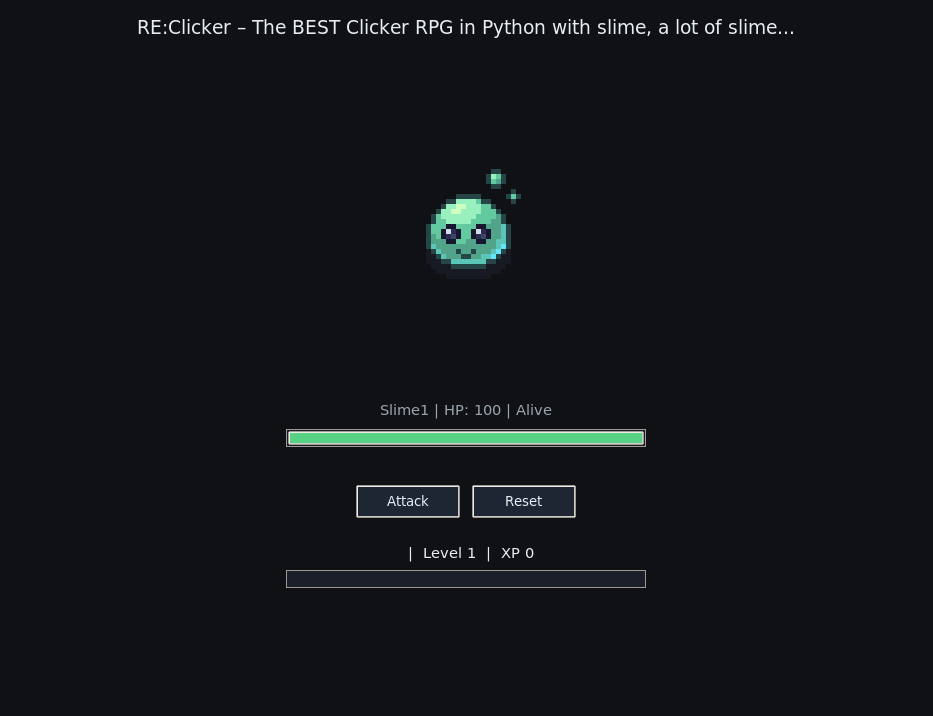 RE:Clicker – The BEST Clicker RPG in Python with slime, a lot of slime...
Slime1 | HP: 100 | Alive
Attack
Reset
| Level 1 | XP 0